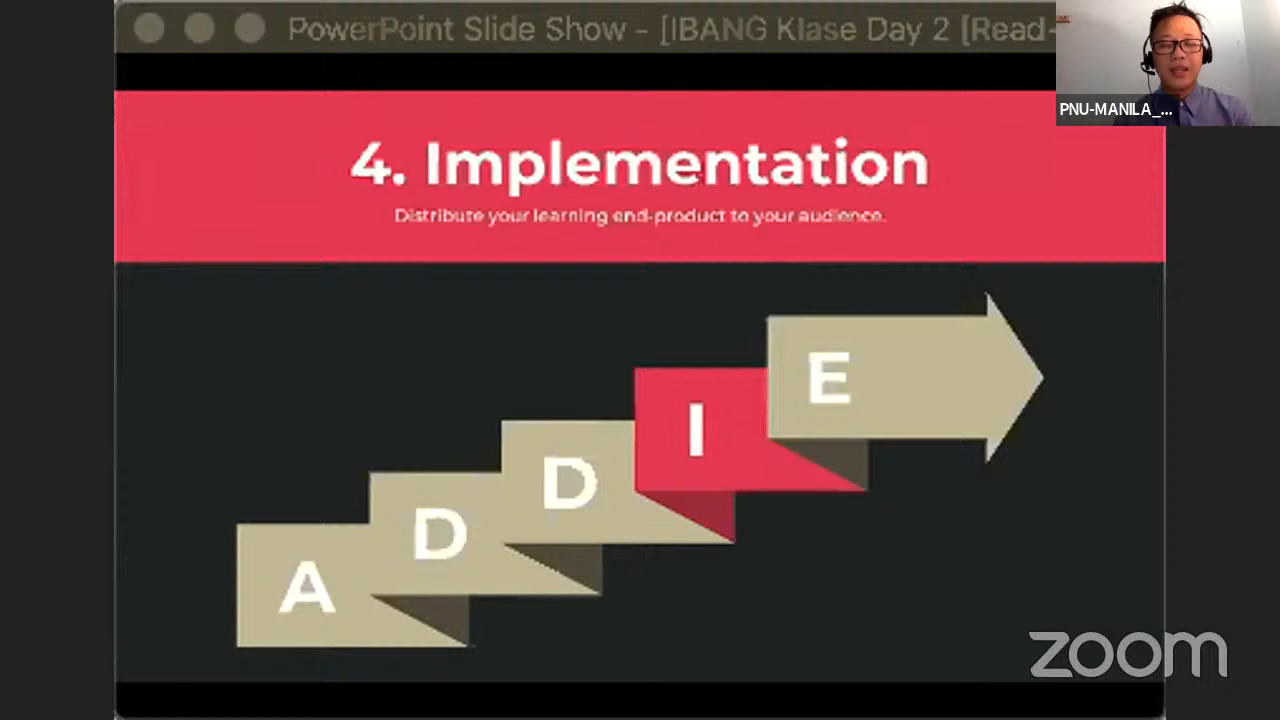 PowerPoint Slide Show - [IBANG Klase Day 2 [Read-
PNU-MANILA_...
4. Implementation
Distribute your learning end-product to your audience.
E
I
D
D
A
zoom